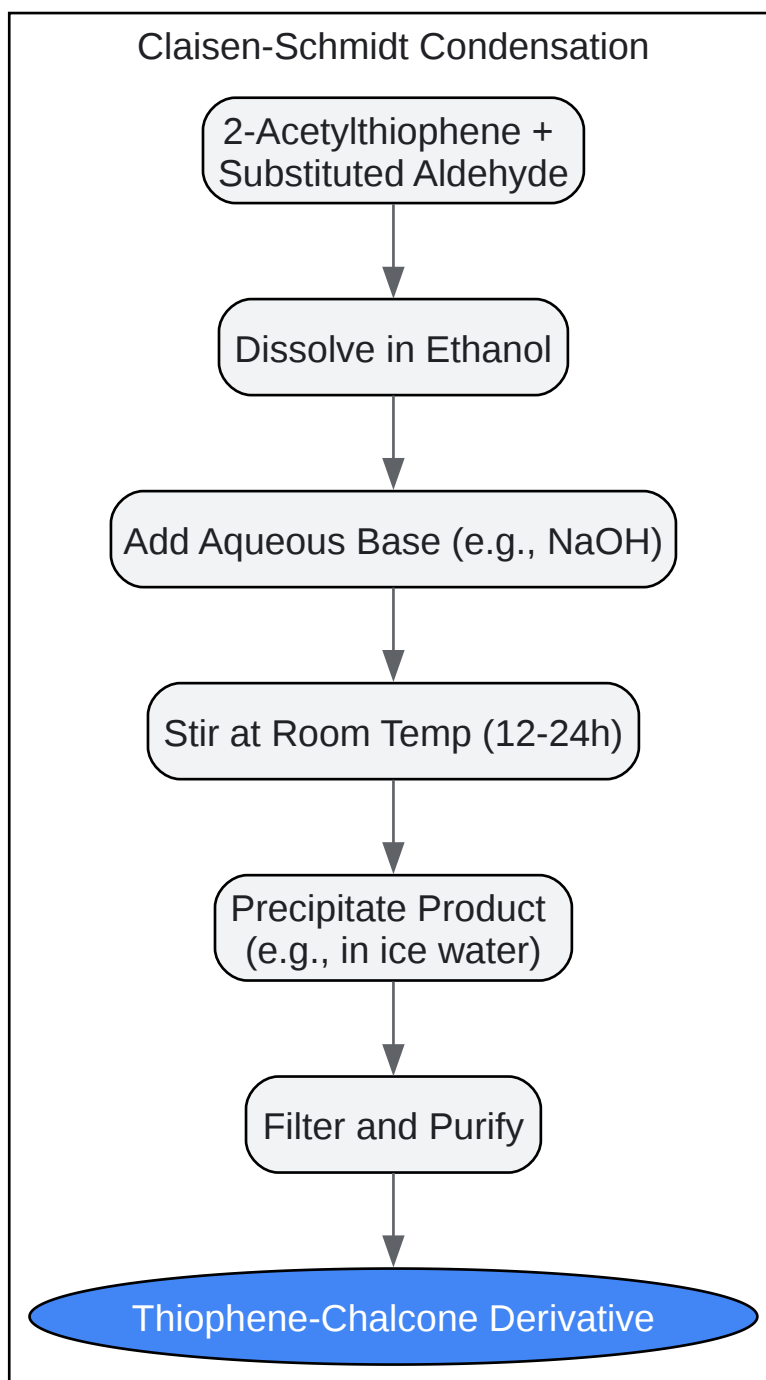 Claisen-Schmidt Condensation
2-Acetylthiophene +
Substituted Aldehyde
Dissolve in Ethanol
Add Aqueous Base (e.g., NaOH)
Stir at Room Temp (12-24h)
Precipitate Product
(e.g., in ice water)
Filter and Purify
Thiophene-Chalcone Derivative